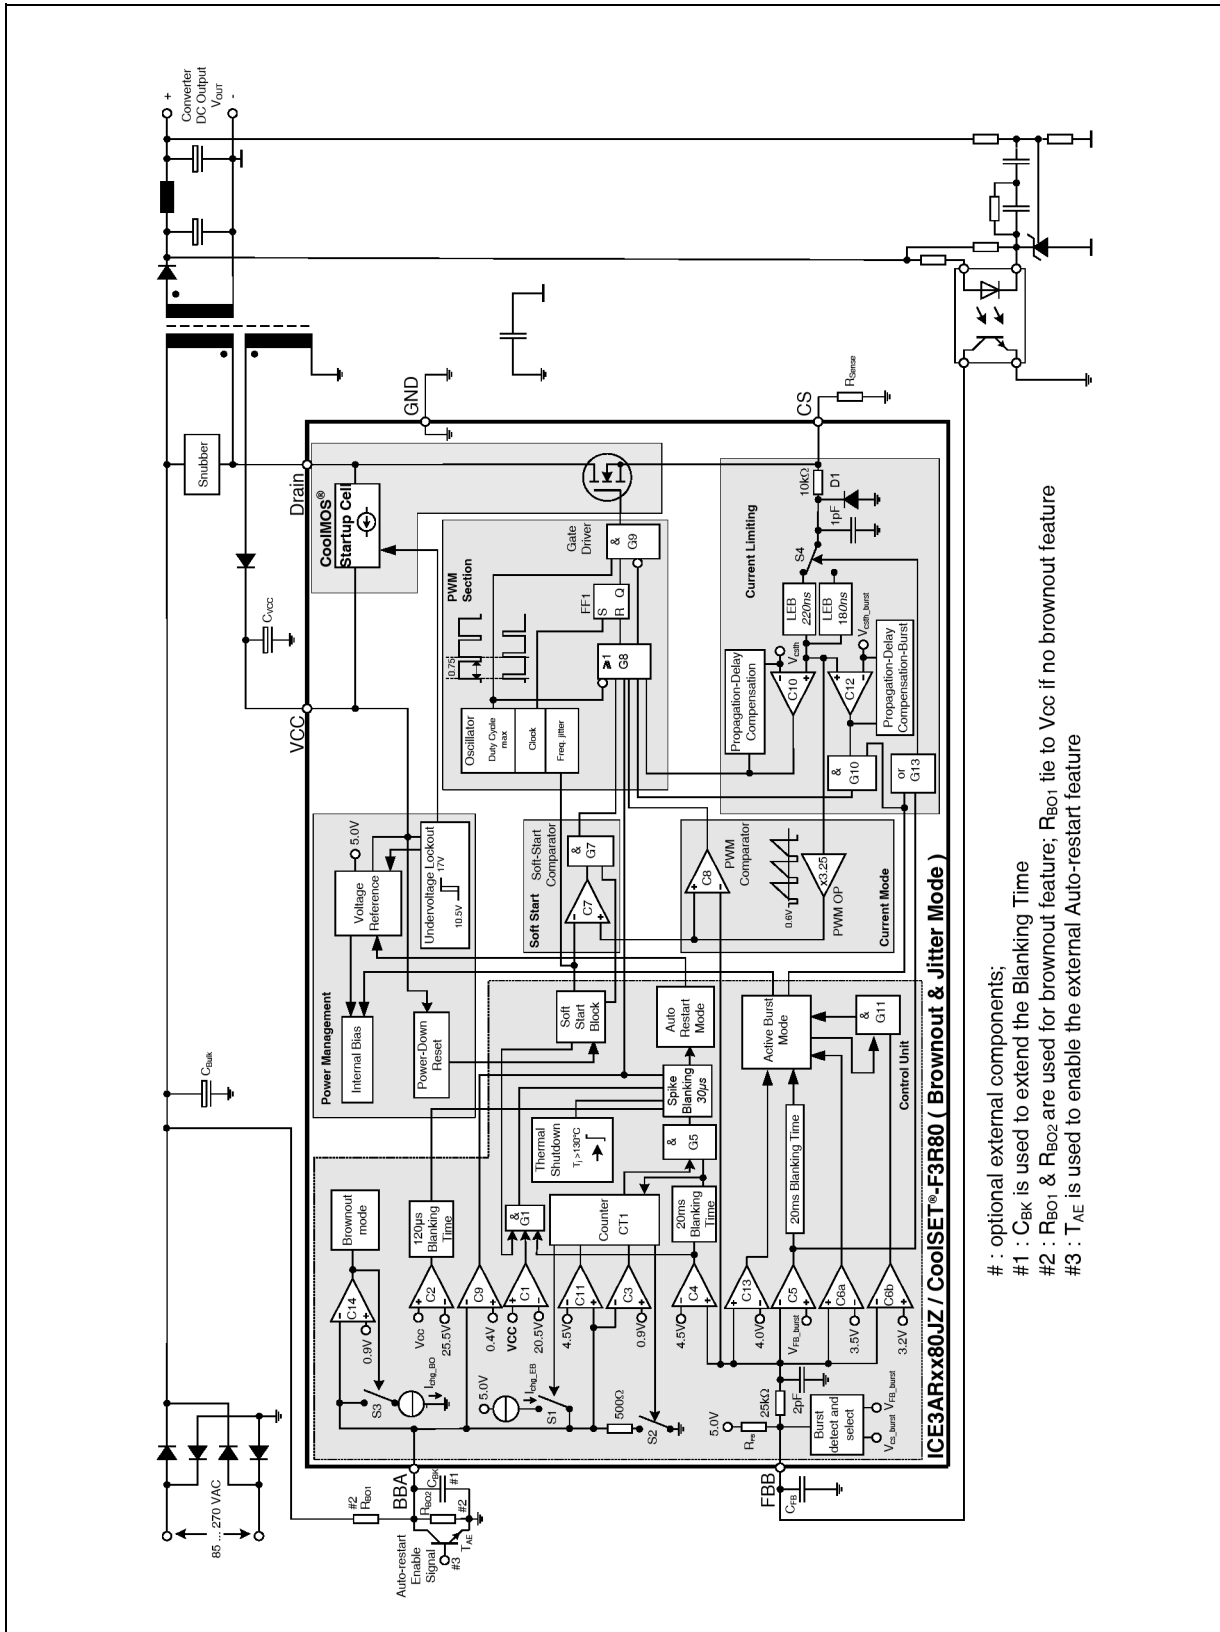 +
Converter
DC Output
VOUT
-
Snubber
Drain
CVCC
CBulk
85 ... 270 VAC
VCC
GND
CS
RSense
CoolMOS®
Startup Cell
Power Management
Internal Bias
Voltage
Reference
5.0V
Undervoltage Lockout
17V
10.5V
Power-Down
Reset
PWM
Section
Oscillator
Duty Cycle
max
Clock
Freq. jitter
0.75
Gate
Driver
&
G9
FF1
S
R
Q
≥1
G8
Soft Start
Soft-Start
Comparator
C7
&
G7
Soft
Start
Block
Current Limiting
Propagation-Delay
Compensation
Vcsth
C10
LEB
220ns
LEB
180ns
S4
1pF
10kΩ
D1
C12
Vcsth_burst
Propagation-Delay
Compensation-Burst
&
G10
or
G13
Current Mode
C8
PWM
Comparator
0.6V
PWM OP
x3.25
Control Unit
Brownout
mode
C14
0.9V
S3
Ichg_BO
120µs
Blanking
Time
C2
Vcc
25.5V
C9
0.4V
&
G1
C1
VCC
20.5V
Thermal
Shutdown
Tj >130°C
Spike
Blanking
30µs
Auto
Restart
Mode
&
G5
Counter
CT1
C11
4.5V
C3
0.9V
20ms
Blanking
Time
C4
4.5V
5.0V
Ichg_EB
S1
500Ω
S2
Active Burst
Mode
20ms Blanking Time
&
G11
C13
4.0V
C5
VFB_burst
C6a
3.5V
C6b
3.2V
5.0V
RFB
25kΩ
2pF
Burst
detect and
select
VFB_burst
Vcs_burst
BBA
#2
RBO1
RBO2
#2
CBK
#1
Auto-restart
Enable
Signal
#3
TAE
FBB
CFB
ICE3ARxx80JZ / CoolSET®-F3R80 ( Brownout & Jitter Mode )
# : optional external components;
#1 : CBK is used to extend the Blanking Time
#2 : RBO1 & RBO2 are used for brownout feature; RBO1 tie to Vcc if no brownout feature
#3 : TAE is used to enable the external Auto-restart feature